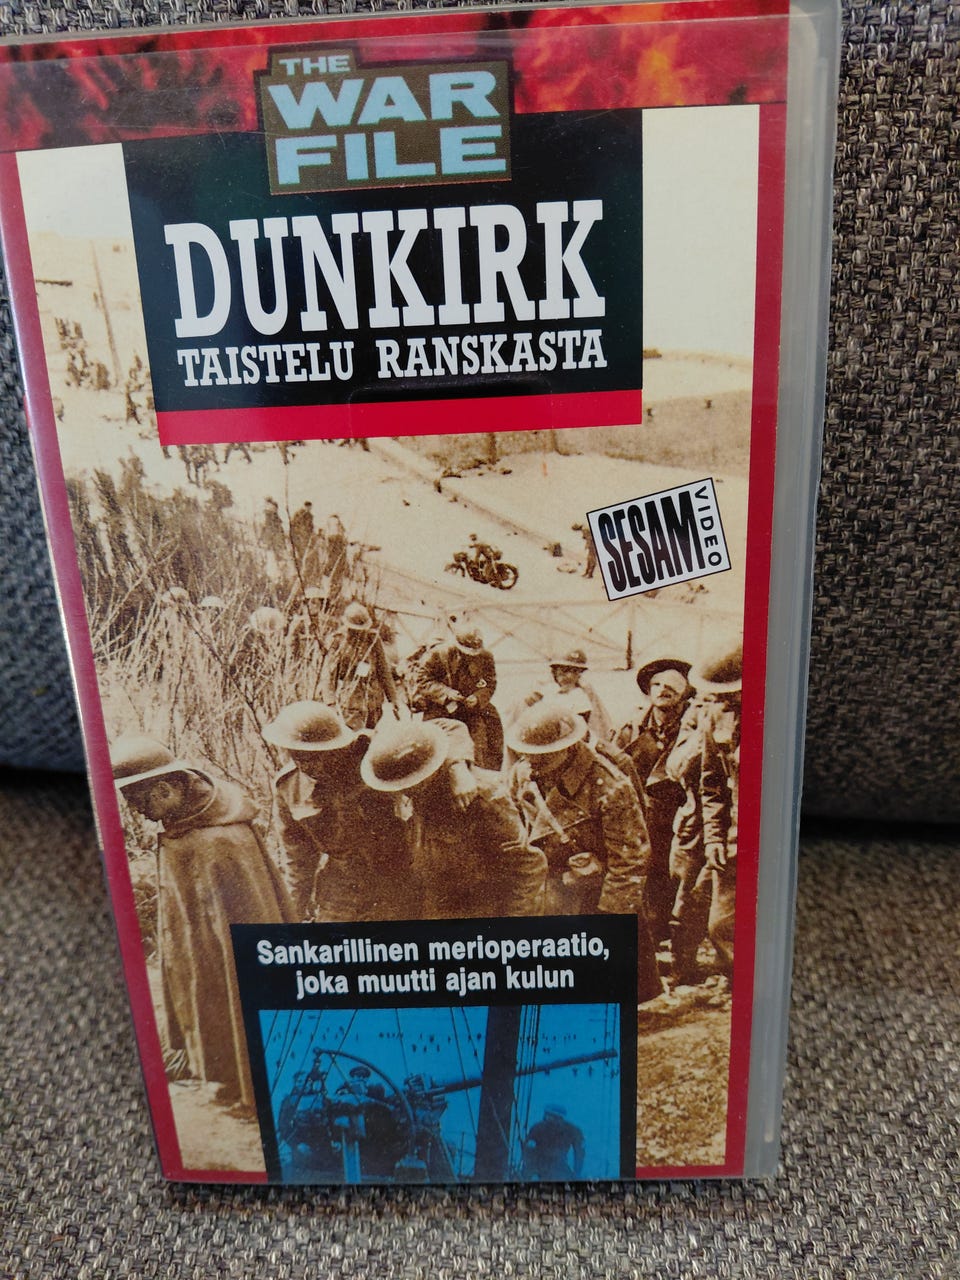 THE
WAR
FILE
DUNKIRK
TAISTELU RANSKASTA
SESAM
VIDEO
Sankarillinen merioperaatio,
joka muutti ajan kulun